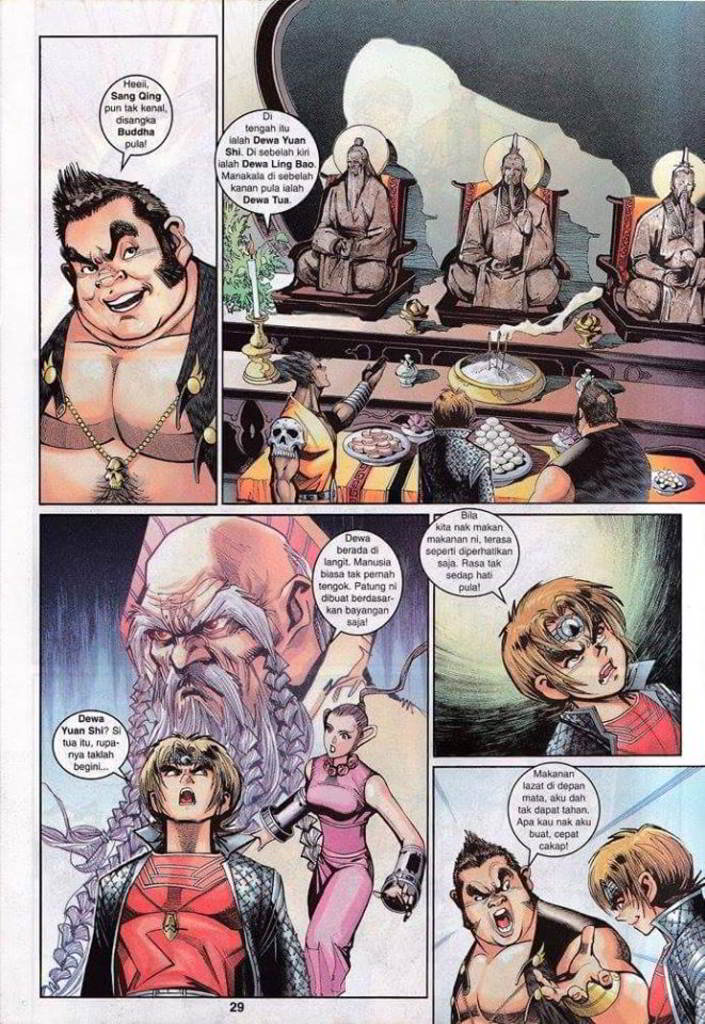 Heeii,
Sang Qing
pun tak kenal,
disangka
Buddha
pula!
Di
tengah itu
ialah Dewa Yuan
Shi. Di sebelah kiri
ialah Dewa Ling Bao.
Manakala di sebelah
kanan pula ialah
Dewa Tua.
Dewa
berada di
langit. Manusia
biasa tak pernah
tengok. Patung ni
dibuat berdasar-
kan bayangan
saja!
Dewa
Yuan Shi? Si
tua itu, rupa-
nya taklah
begini...
Bila
kita nak makan
makanan ni, terasa
seperti diperhatikan
saja. Rasa tak
sedap hati
pula!
Makanan
lazat di depan
mata, aku dah
tak dapat tahan.
Apa kau nak aku
buat, cepat
cakap!
29